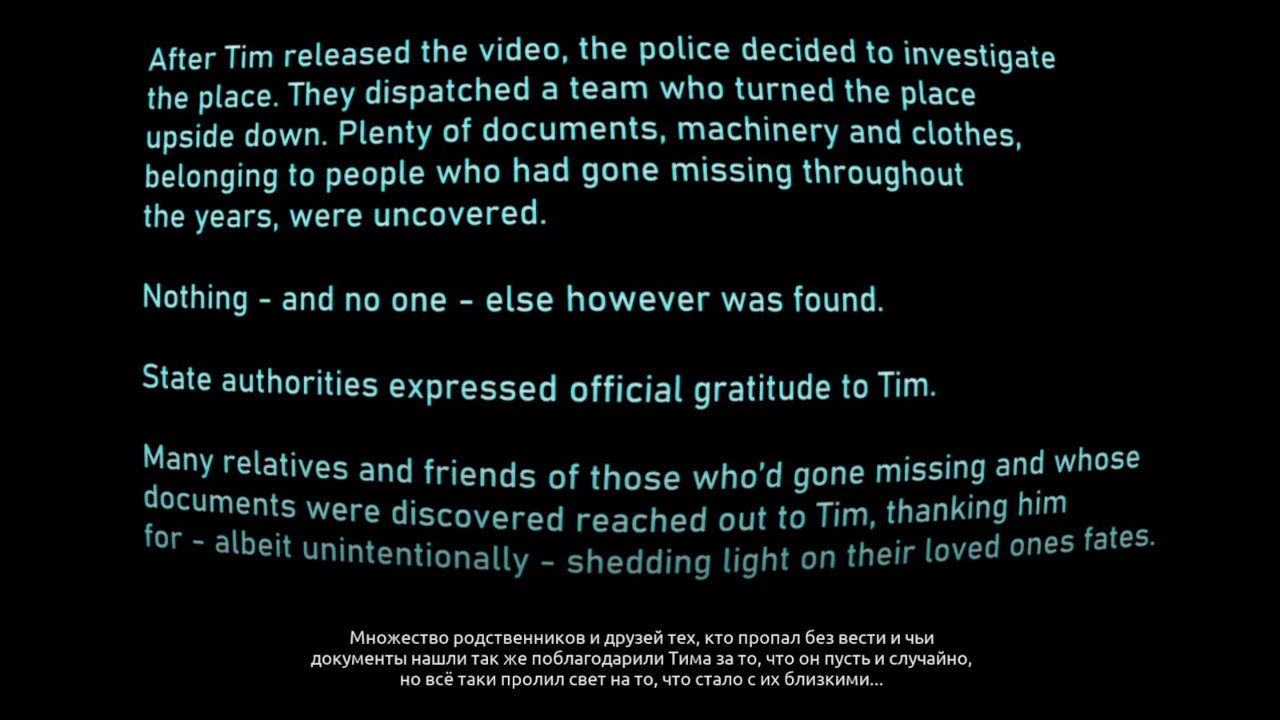 After Tim released the video, the police decided to investigate
the place. They dispatched a team who turned the place
upside down. Plenty of documents, machinery and clothes,
belonging to people who had gone missing throughout
the years, were uncovered.
Nothing - and no one - else however was found.
State authorities expressed official gratitude to Tim.
Many relatives and friends of those who'd gone missing and whose
documents were discovered reached out to Tim, thanking him
for - albeit unintentionally - shedding light on their loved ones fates.
Множество родственников и друзей тех, кто пропал без вести и чьи
документы нашли так же поблагодарили Тима за то, что он пусть и случайно,
но всё таки пролил свет на то, что стало с их близкими...